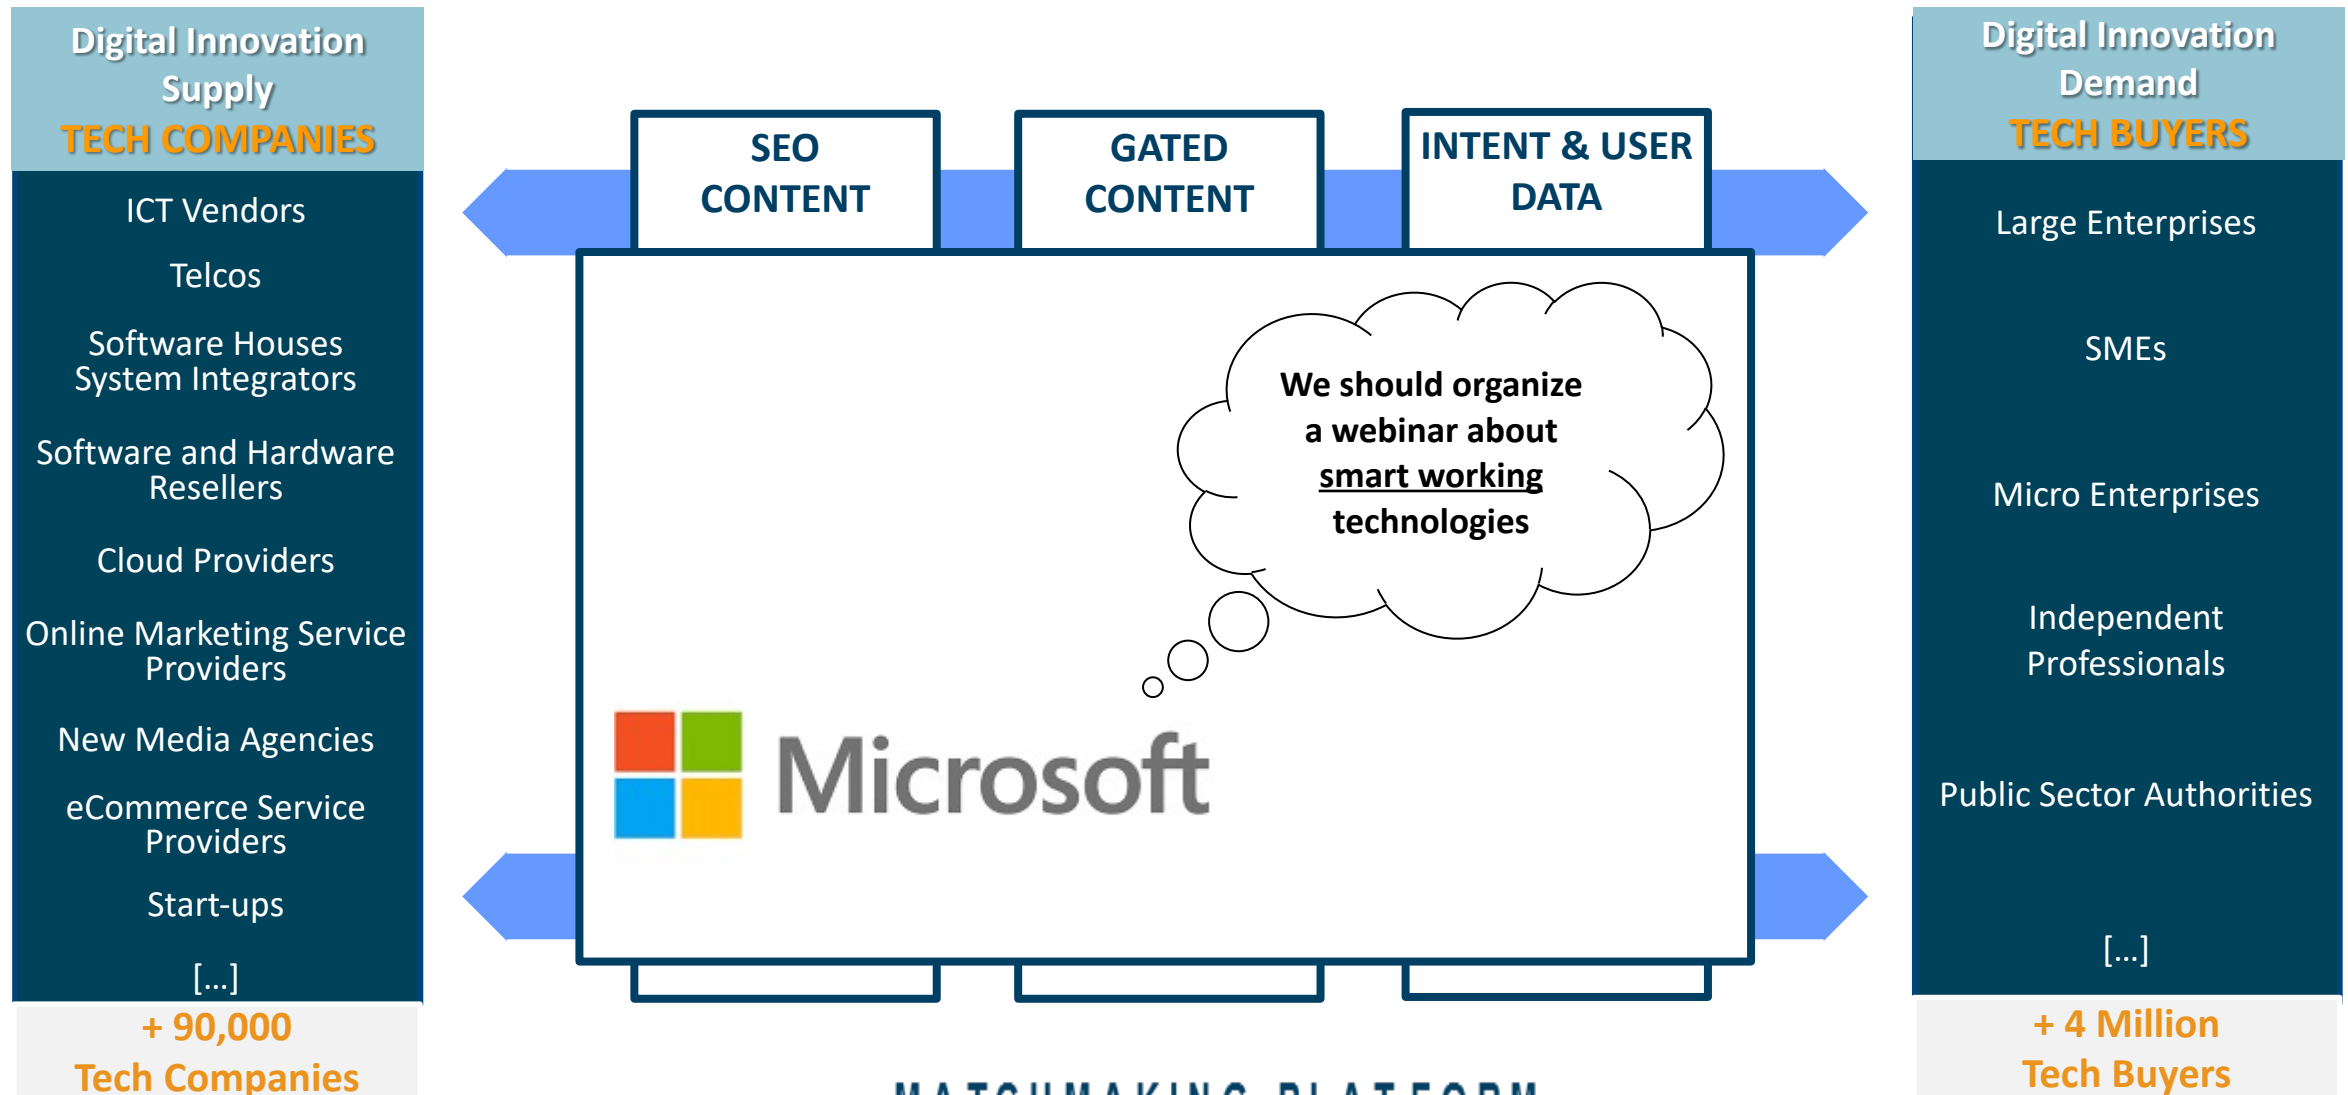 Digital Innovation
Supply
TECH COMPANIES
ICT Vendors
Telcos
Software Houses
System Integrators
Software and Hardware
Resellers
Cloud Providers
Online Marketing Service
Providers
New Media Agencies
eCommerce Service
Providers
Start-ups
[...]
+ 90,000
Tech Companies
SEO
CONTENT
GATED
CONTENT
INTENT & USER
DATA
We should organize
a webinar about
smart working
technologies
Microsoft
MATCHMAKING PLATFORM
Digital Innovation
Demand
TECH BUYERS
Large Enterprises
SMEs
Micro Enterprises
Independent
Professionals
Public Sector Authorities
[...]
+ 4 Million
Tech Buyers